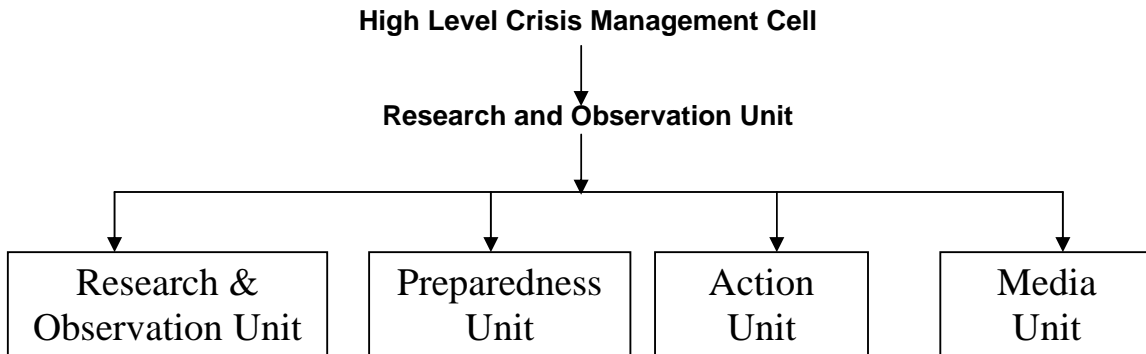 High Level Crisis Management Cell
Research and Observation Unit
Research &
Observation Unit
Preparedness
Unit
Action
Unit
Media
Unit